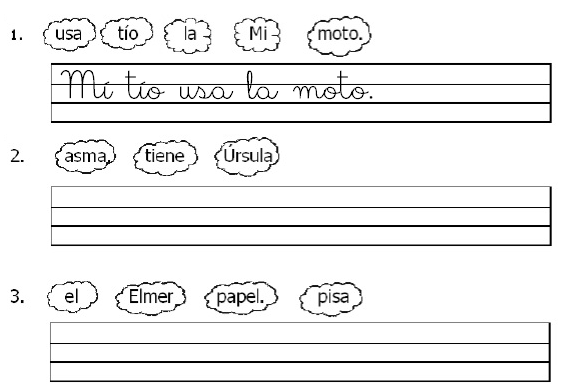 1. usa tío la Mi moto.
Mi tío usa la moto.
2. asma, tiene Úrsula
3. el Elmer papel. pisa